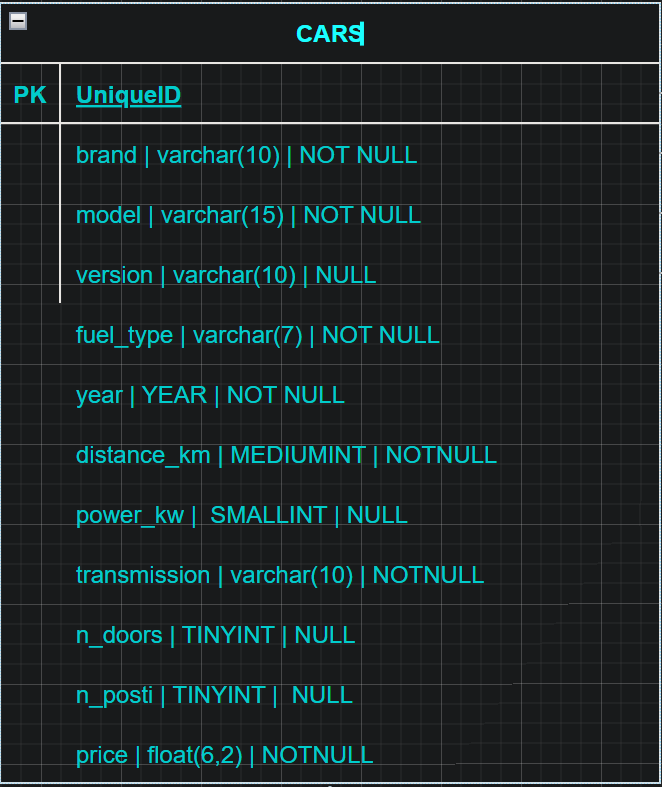 CARS
PK UniqueID
brand | varchar(10) | NOT NULL
model | varchar(15) | NOT NULL
version | varchar(10) | NULL
fuel_type | varchar(7) | NOT NULL
year | YEAR | NOT NULL
distance_km | MEDIUMINT | NOTNULL
power_kw |  SMALLINT | NULL
transmission | varchar(10) | NOTNULL
n_doors | TINYINT | NULL
n_posti | TINYINT |  NULL
price | float(6,2) | NOTNULL